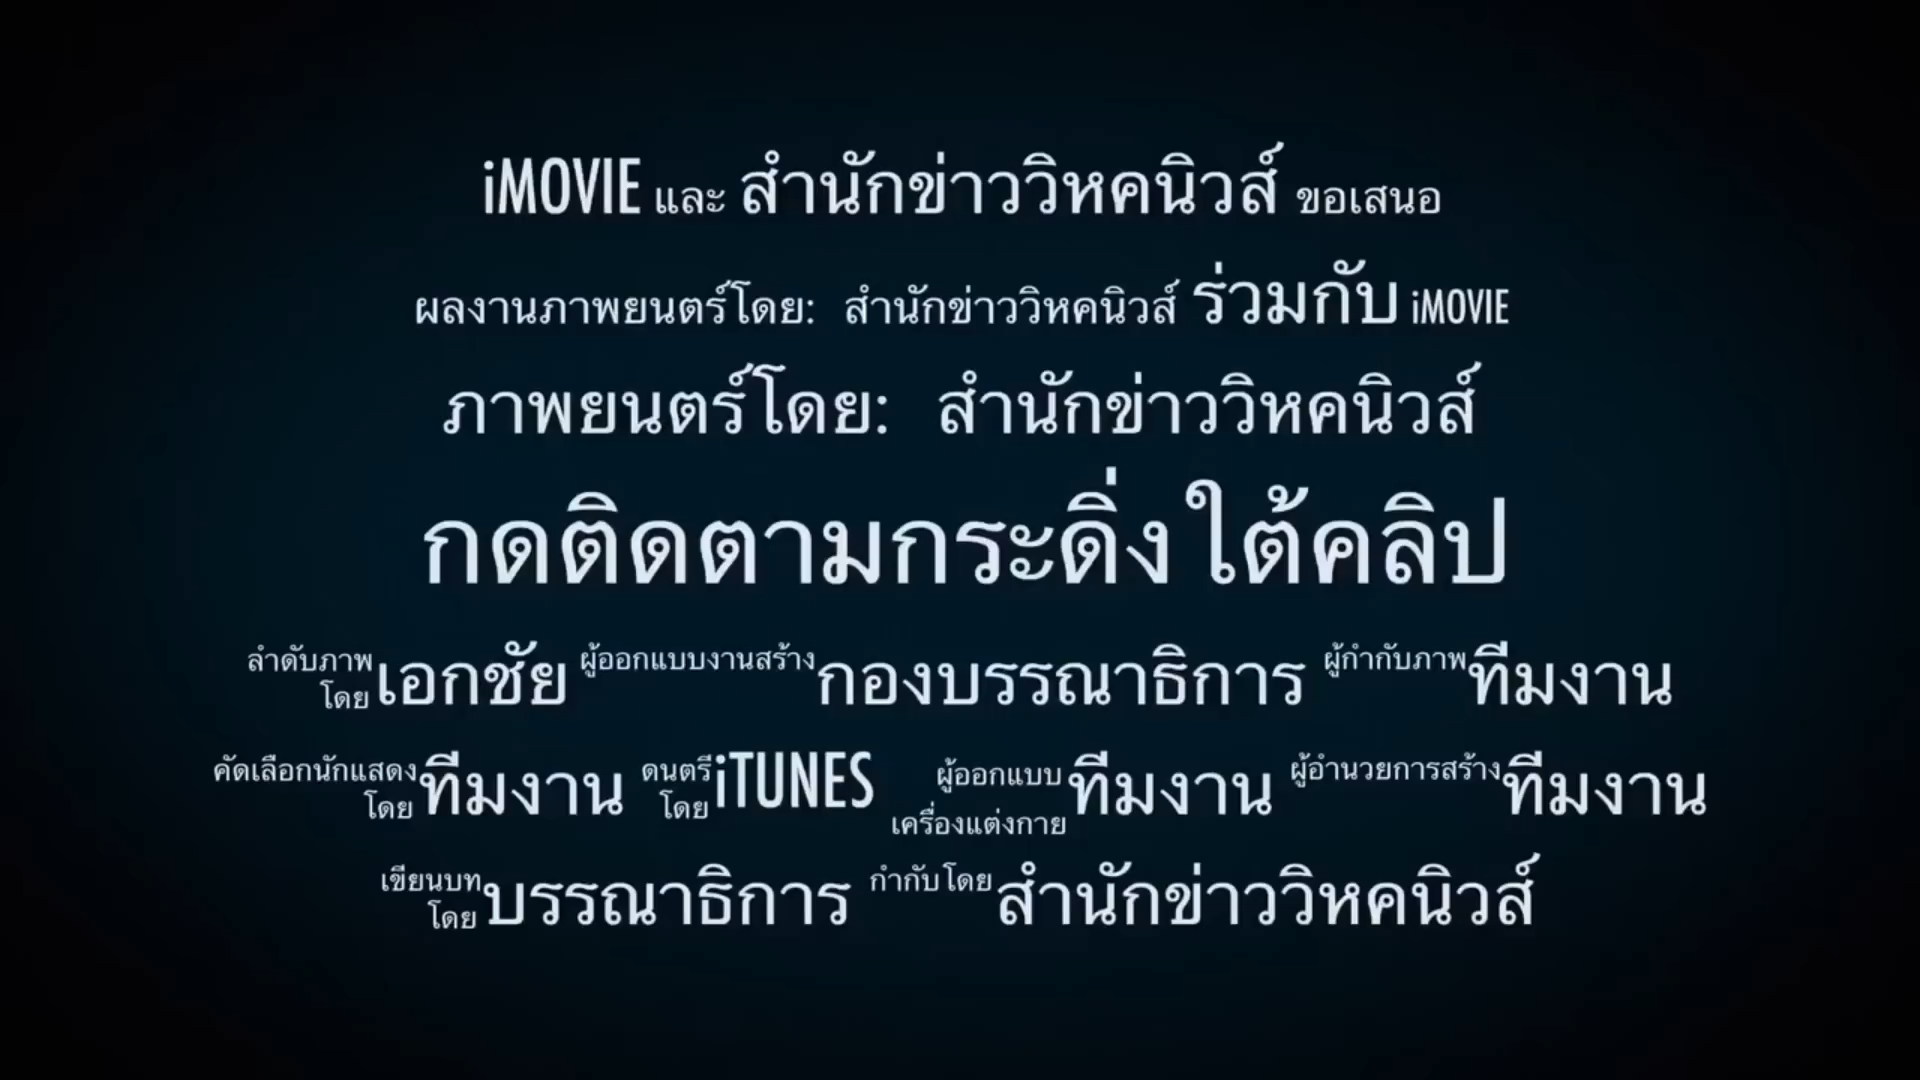 iMOVIE และ สำนักข่าววิหคนิวส์ ขอเสนอ
ผลงานภาพยนตร์โดย: สำนักข่าววิหคนิวส์ ร่วมกับ iMOVIE
ภาพยนตร์โดย: สำนักข่าววิหคนิวส์
กดติดตามกระดิ่งใต้คลิป
ลำดับภาพโดย เอกชัย ผู้ออกแบบงานสร้าง กองบรรณาธิการ ผู้กำกับภาพ ทีมงาน
คัดเลือกนักแสดงโดย ทีมงาน ดนตรีโดย iTUNES ผู้ออกแบบเครื่องแต่งกาย ทีมงาน ผู้อำนวยการสร้าง ทีมงาน
เขียนบทโดย บรรณาธิการ กำกับโดย สำนักข่าววิหคนิวส์